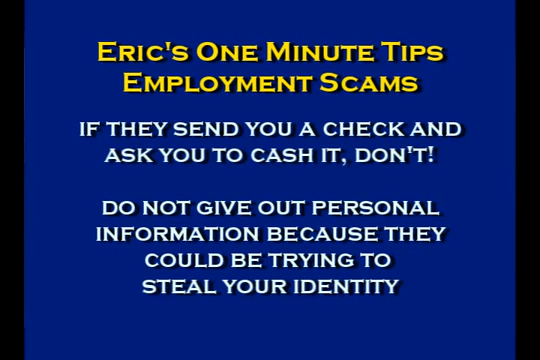 Eric's One Minute Tips
Employment Scams
IF THEY SEND YOU A CHECK AND
ASK YOU TO CASH IT, DON'T!
DO NOT GIVE OUT PERSONAL
INFORMATION BECAUSE THEY
COULD BE TRYING TO
STEAL YOUR IDENTITY